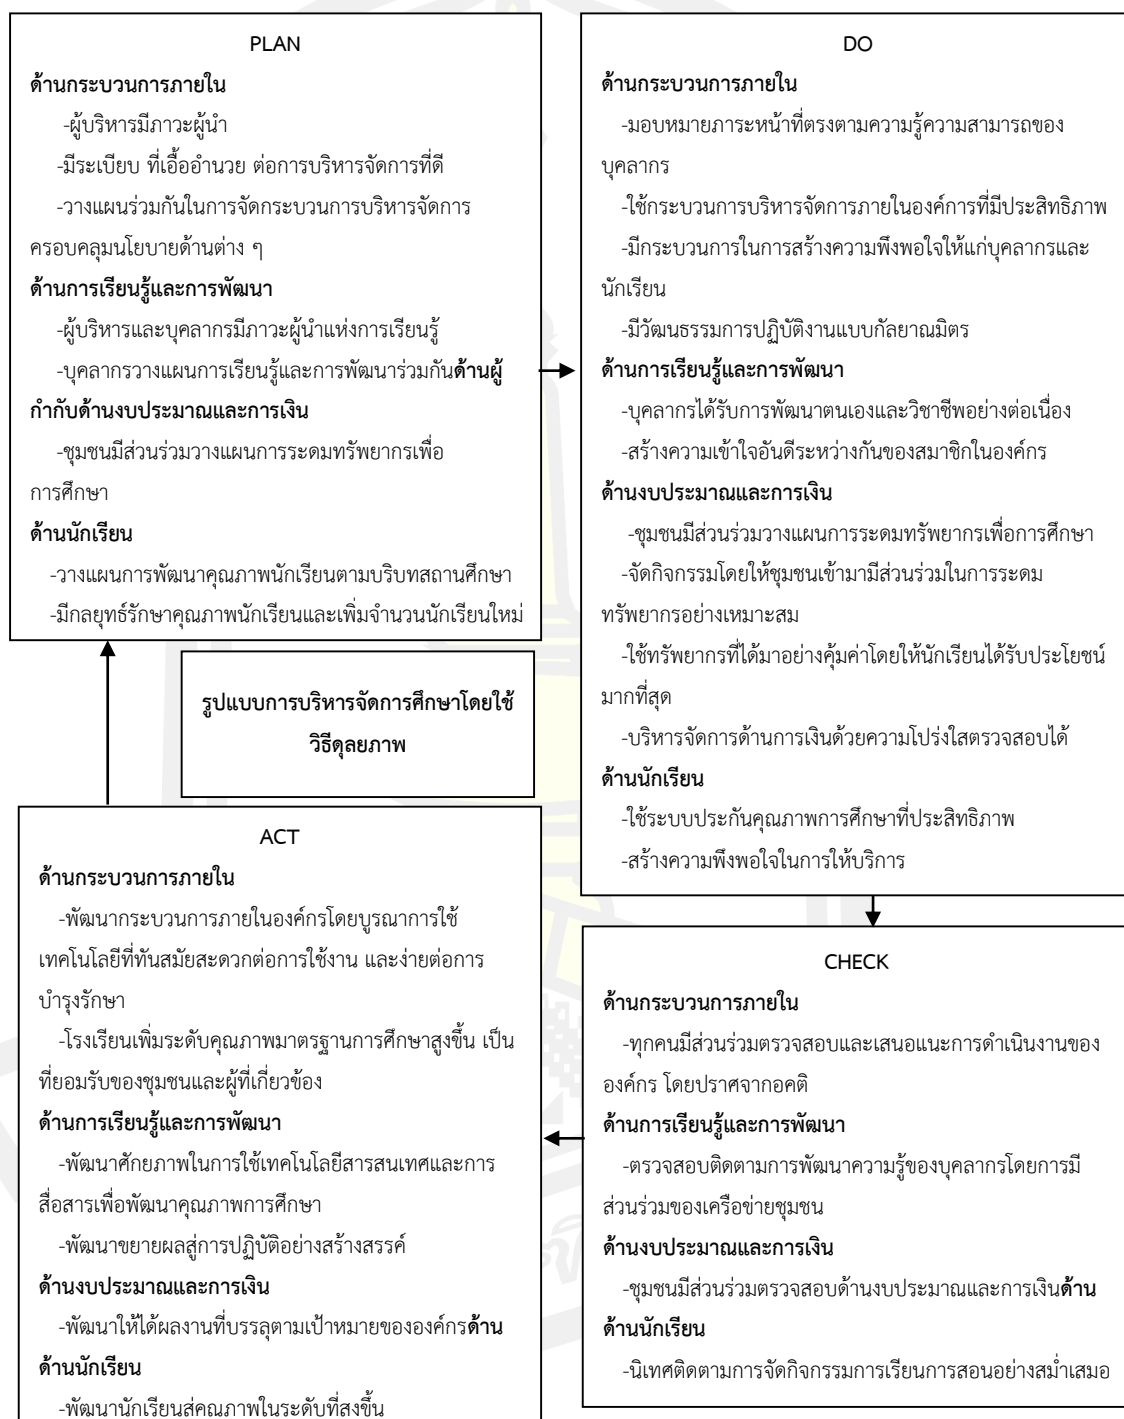 PLAN
ด้านกระบวนการภายใน
-ผู้บริหารมีภาวะผู้นำ
-มีระเบียบ ที่เอื้ออำนวย ต่อการบริหารจัดการที่ดี
-วางแผนร่วมกันในการจัดกระบวนการบริหารจัดการ
ครอบคลุมนโยบายด้านต่าง ๆ
ด้านการเรียนรู้และการพัฒนา
-ผู้บริหารและบุคลากรมีภาวะผู้นำแห่งการเรียนรู้
-บุคลากรวางแผนการเรียนรู้และการพัฒนาร่วมกันด้านผู้
กำกับด้านงบประมาณและการเงิน
-ชุมชนมีส่วนร่วมวางแผนการระดมทรัพยากรเพื่อ
การศึกษา
ด้านนักเรียน
-วางแผนการพัฒนาคุณภาพนักเรียนตามบริบทสถานศึกษา
-มีกลยุทธ์รักษาคุณภาพนักเรียนและเพิ่มจำนวนนักเรียนใหม่
DO
ด้านกระบวนการภายใน
-มอบหมายภาระหน้าที่ตรงตามความรู้ความสามารถของ
บุคลากร
-ใช้กระบวนการบริหารจัดการภายในองค์การที่มีประสิทธิภาพ
-มีกระบวนการในการสร้างความพึงพอใจให้แก่บุคลากรและ
นักเรียน
-มีวัฒนธรรมการปฏิบัติงานแบบกัลยาณมิตร
ด้านการเรียนรู้และการพัฒนา
-บุคลากรได้รับการพัฒนาตนเองและวิชาชีพอย่างต่อเนื่อง
-สร้างความเข้าใจอันดีระหว่างกันของสมาชิกในองค์กร
ด้านงบประมาณและการเงิน
-ชุมชนมีส่วนร่วมวางแผนการระดมทรัพยากรเพื่อการศึกษา
-จัดกิจกรรมโดยให้ชุมชนเข้ามามีส่วนร่วมในการระดม
ทรัพยากรอย่างเหมาะสม
-ใช้ทรัพยากรที่ได้มาอย่างคุ้มค่าโดยให้นักเรียนได้รับประโยชน์
มากที่สุด
-บริหารจัดการด้านการเงินด้วยความโปร่งใสตรวจสอบได้
ด้านนักเรียน
-ใช้ระบบประกันคุณภาพการศึกษาที่ประสิทธิภาพ
-สร้างความพึงพอใจในการให้บริการ
รูปแบบการบริหารจัดการศึกษาโดยใช้
วิธีดุลยภาพ
ACT
ด้านกระบวนการภายใน
-พัฒนากระบวนการภายในองค์กรโดยบูรณาการใช้
เทคโนโลยีที่ทันสมัยสะดวกต่อการใช้งาน และง่ายต่อการ
บำรุงรักษา
-โรงเรียนเพิ่มระดับคุณภาพมาตรฐานการศึกษาสูงขึ้น เป็น
ที่ยอมรับของชุมชนและผู้ที่เกี่ยวข้อง
ด้านการเรียนรู้และการพัฒนา
-พัฒนาศักยภาพในการใช้เทคโนโลยีสารสนเทศและการ
สื่อสารเพื่อพัฒนาคุณภาพการศึกษา
-พัฒนาขยายผลสู่การปฏิบัติอย่างสร้างสรรค์
ด้านงบประมาณและการเงิน
-พัฒนาให้ได้ผลงานที่บรรลุตามเป้าหมายขององค์กรด้าน
ด้านนักเรียน
-พัฒนานักเรียนสู่คุณภาพในระดับที่สูงขึ้น
CHECK
ด้านกระบวนการภายใน
-ทุกคนมีส่วนร่วมตรวจสอบและเสนอแนะการดำเนินงานของ
องค์กร โดยปราศจากอคติ
ด้านการเรียนรู้และการพัฒนา
-ตรวจสอบติดตามการพัฒนาความรู้ของบุคลากรโดยการมี
ส่วนร่วมของเครือข่ายชุมชน
ด้านงบประมาณและการเงิน
-ชุมชนมีส่วนร่วมตรวจสอบด้านงบประมาณและการเงินด้าน
ด้านนักเรียน
-นิเทศติดตามการจัดกิจกรรมการเรียนการสอนอย่างสม่ำเสมอ